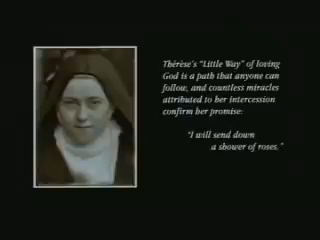 Thérèse's "Little Way" of loving
God is a path that anyone can
follow, and countless miracles
attributed to her intercession
confirm her promise:
"I will send down
a shower of roses."